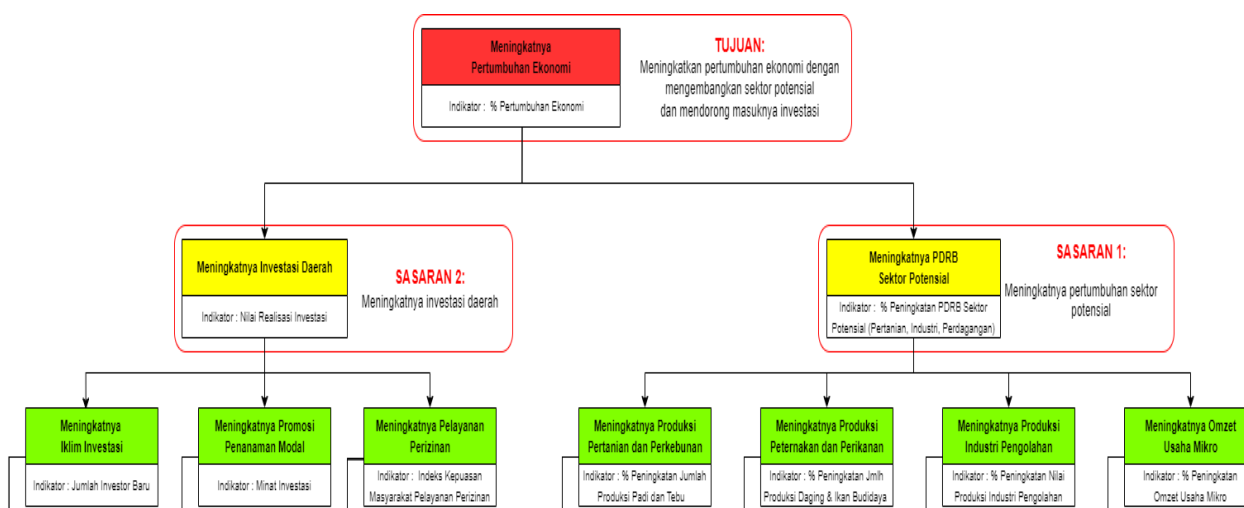 Meningkatnya
Pertumbuhan Ekonomi
Indikator : % Pertumbuhan Ekonomi
TUJUAN:
Meningkatkan pertumbuhan ekonomi dengan
mengembangkan sektor potensial
dan mendorong masuknya investasi
Meningkatnya Investasi Daerah
Indikator : Nilai Realisasi Investasi
SASARAN 2:
Meningkatnya investasi daerah
Meningkatnya PDRB
Sektor Potensial
Indikator : % Peningkatan PDRB Sektor
Potensial (Pertanian, Industri, Perdagangan)
SASARAN 1:
Meningkatnya pertumbuhan sektor
potensial
Meningkatnya
Iklim Investasi
Indikator : Jumlah Investor Baru
Meningkatnya Promosi
Penanaman Modal
Indikator : Minat Investasi
Meningkatnya Pelayanan
Perizinan
Indikator : Indeks Kepuasan
Masyarakat Pelayanan Perizinan
Meningkatnya Produksi
Pertanian dan Perkebunan
Indikator : % Peningkatan Jumlah
Produksi Padi dan Tebu
Meningkatnya Produksi
Peternakan dan Perikanan
Indikator : % Peningkatan Jmlh
Produksi Daging & Ikan Budidaya
Meningkatnya Produksi
Industri Pengolahan
Indikator : % Peningkatan Nilai
Produksi Industri Pengolahan
Meningkatnya Omzet
Usaha Mikro
Indikator : % Peningkatan
Omzet Usaha Mikro